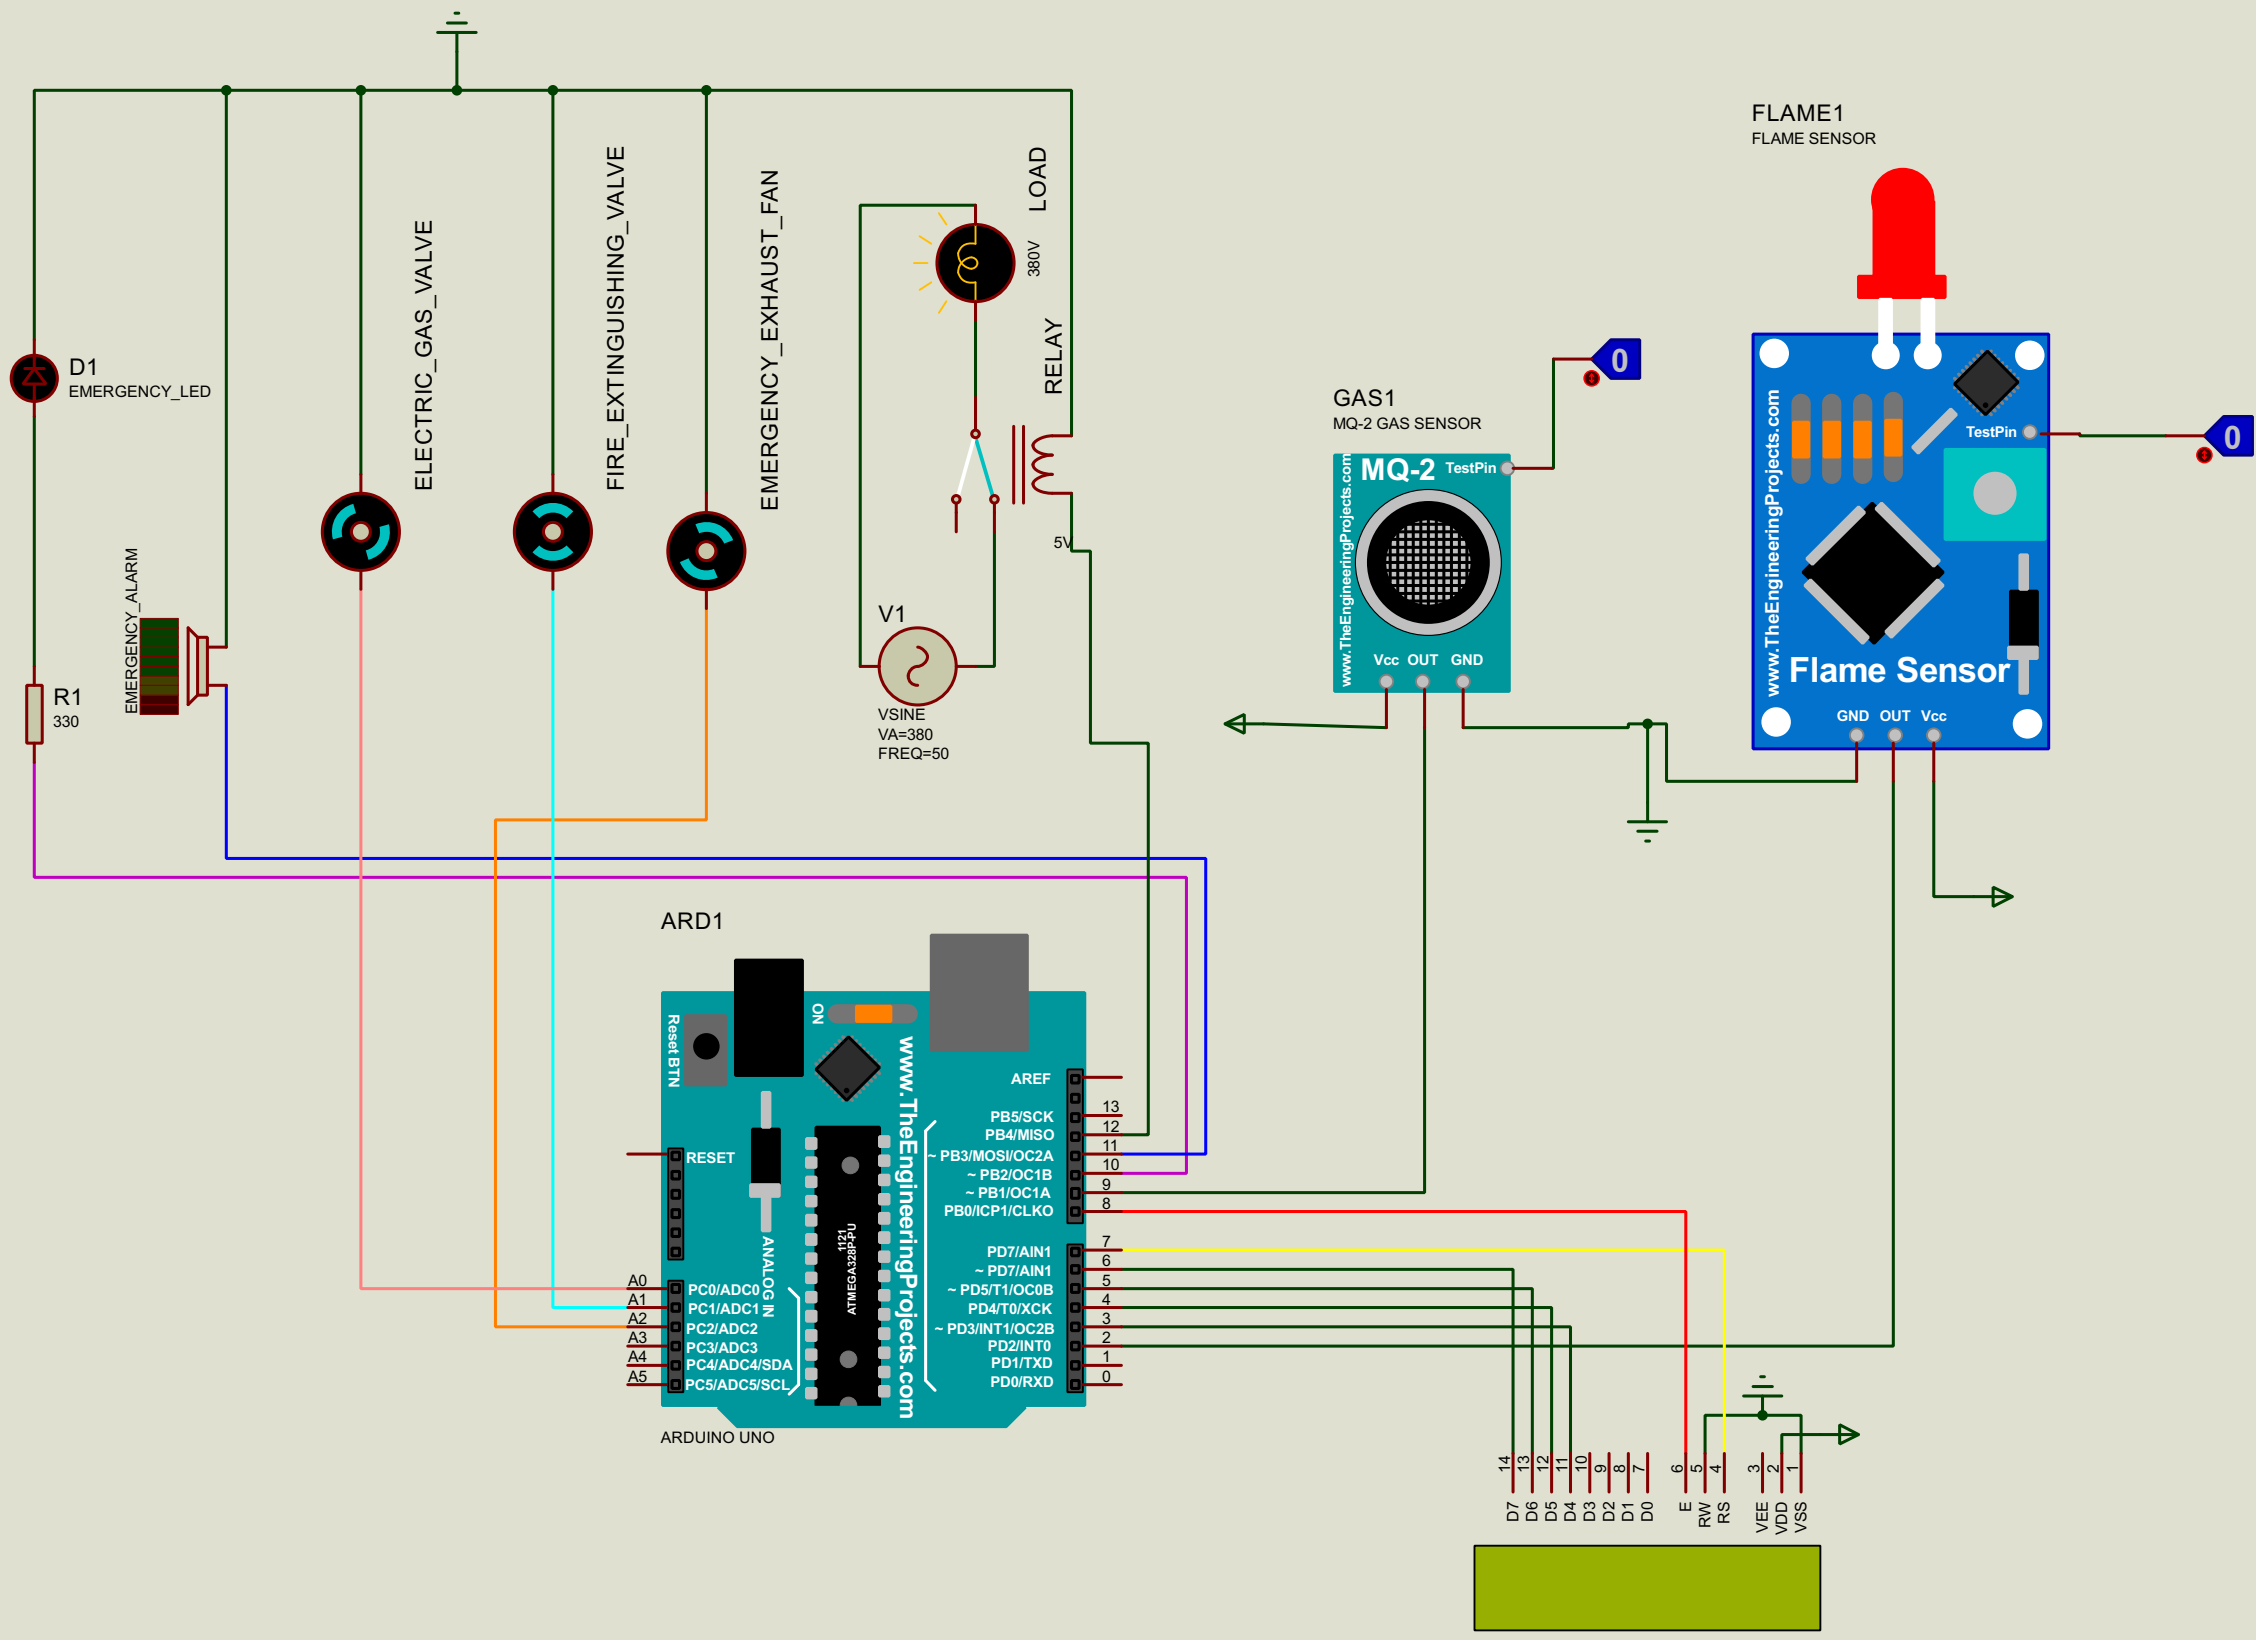 FLAME1
FLAME SENSOR
LOAD
380V
ELECTRIC_GAS_VALVE
FIRE_EXTINGUISHING_VALVE
EMERGENCY_EXHAUST_FAN
RELAY
5V
D1
EMERGENCY_LED
R1
330
EMERGENCY_ALARM
V1
VSINE
VA=380
FREQ=50
GAS1
MQ-2 GAS SENSOR
MQ-2
TestPin
www.TheEngineeringProjects.com
Vcc OUT GND
0
TestPin
0
www.TheEngineeringProjects.com
Flame Sensor
GND OUT Vcc
ARD1
Reset BTN
ON
www.TheEngineeringProjects.com
AREF
PB5/SCK 13
PB4/MISO 12
~ PB3/MOSI/OC2A 11
~ PB2/OC1B 10
~ PB1/OC1A 9
PB0/ICP1/CLKO 8
PD7/AIN1 7
~ PD7/AIN1 6
~ PD5/T1/OC0B 5
PD4/T0/XCK 4
~ PD3/INT1/OC2B 3
PD2/INT0 2
PD1/TXD 1
PD0/RXD 0
RESET
ANALOG IN
1121
ATMEGA328P-PU
A0 PC0/ADC0
A1 PC1/ADC1
A2 PC2/ADC2
A3 PC3/ADC3
A4 PC4/ADC4/SDA
A5 PC5/ADC5/SCL
ARDUINO UNO
14 13 12 11 10 9 8 7 6 5 4 3 2 1
D7 D6 D5 D4 D3 D2 D1 D0 E RW RS VEE VDD VSS